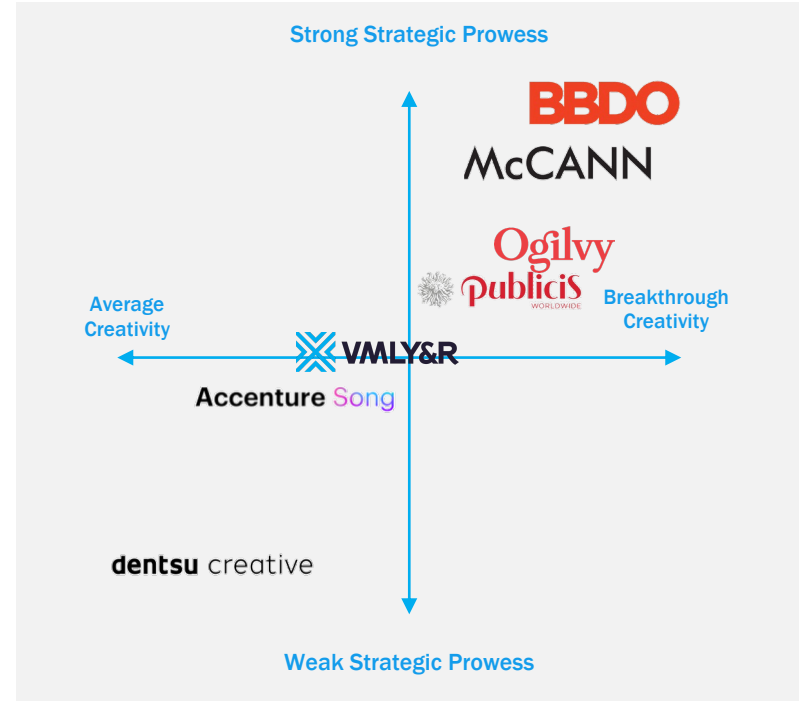 Strong Strategic Prowess
BBDO
McCANN
Ogilvy
publicis
WORLDWIDE
Average
Creativity
Breakthrough
Creativity
VMLY&R
Accenture Song
dentsu creative
Weak Strategic Prowess